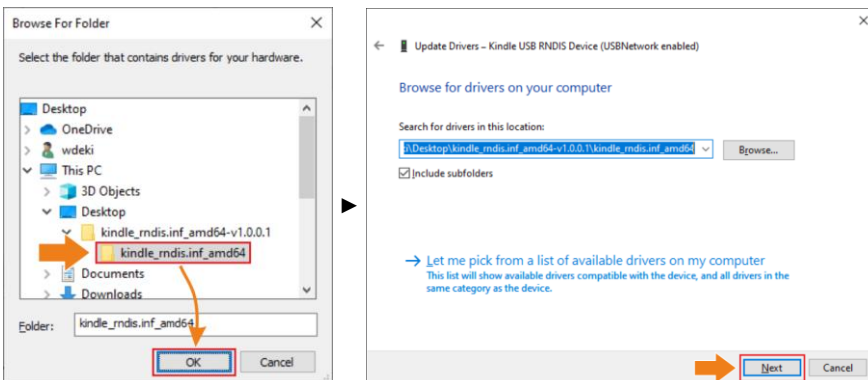 Browse For Folder
Select the folder that contains drivers for your hardware.
Desktop
OneDrive
wdeki
This PC
3D Objects
Desktop
kindle_rndis.inf_amd64-v1.0.0.1
kindle_rndis.inf_amd64
Documents
Downloads
Folder: kindle_rndis.inf_amd64
OK Cancel
Update Drivers – Kindle USB RNDIS Device (USBNetwork enabled)
Browse for drivers on your computer
Search for drivers in this location:
\Desktop\kindle_rndis.inf_amd64-v1.0.0.1\kindle_rndis.inf_amd64
Browse...
Include subfolders
Let me pick from a list of available drivers on my computer
This list will show available drivers compatible with the device, and all drivers in the
same category as the device.
Next Cancel